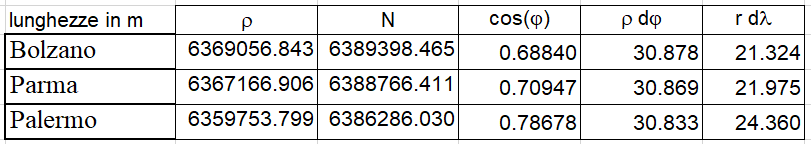 lunghezze in m ρ N cos(φ) ρ dφ r dλ
Bolzano 6369056.843 6389398.465 0.68840 30.878 21.324
Parma 6367166.906 6388766.411 0.70947 30.869 21.975
Palermo 6359753.799 6386286.030 0.78678 30.833 24.360